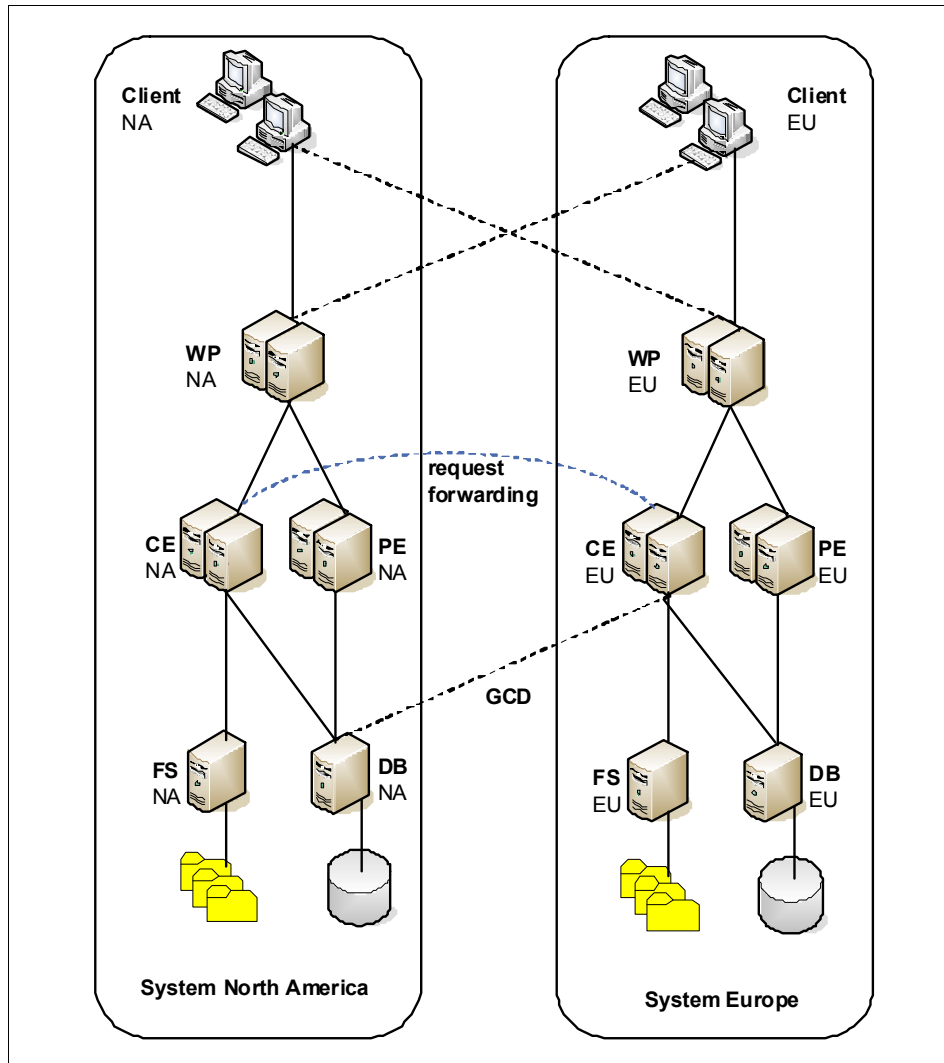 Client
NA
Client
EU
WP
NA
WP
EU
request
forwarding
CE
NA
PE
NA
CE
EU
PE
EU
GCD
FS
NA
DB
NA
FS
EU
DB
EU
System North America
System Europe